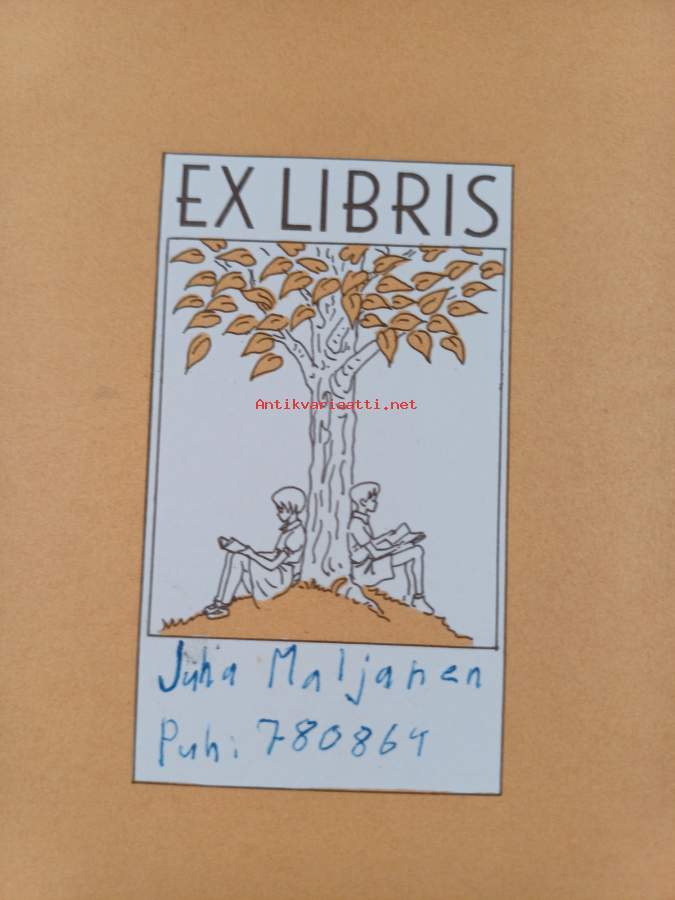 EX LIBRIS
Antikvariaatti.net
Juha Maljanen
Puh: 780864